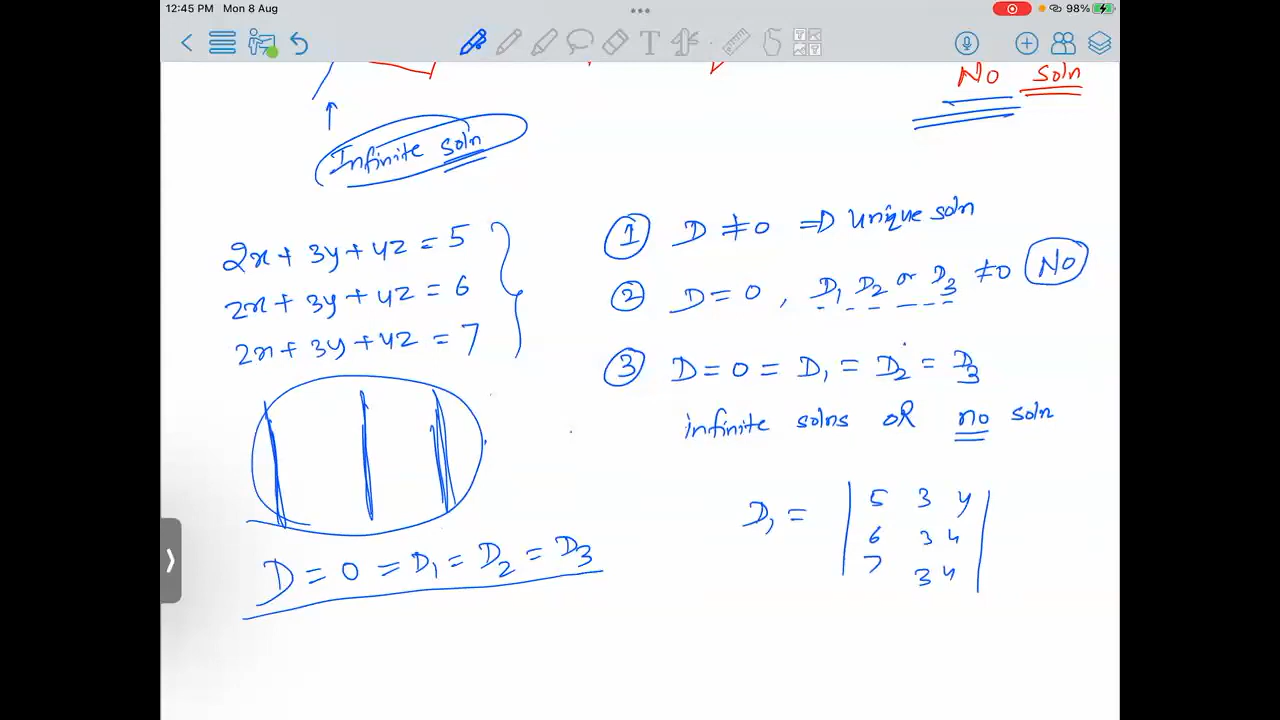 12:45 PM Mon 8 Aug
98%
T
No soln
Infinite soln
2x + 3y + 4z = 5
2x + 3y + 4z = 6
2x + 3y + 4z = 7
D = 0 = D₁ = D₂ = D₃
① D ≠ 0 ⇒ unique soln
② D = 0 , D₁ D₂ or D₃ ≠ 0 No
③ D = 0 = D₁ = D₂ = D₃
infinite solns OR no soln
D₁ =
5 3 4
6 3 4
7 3 4